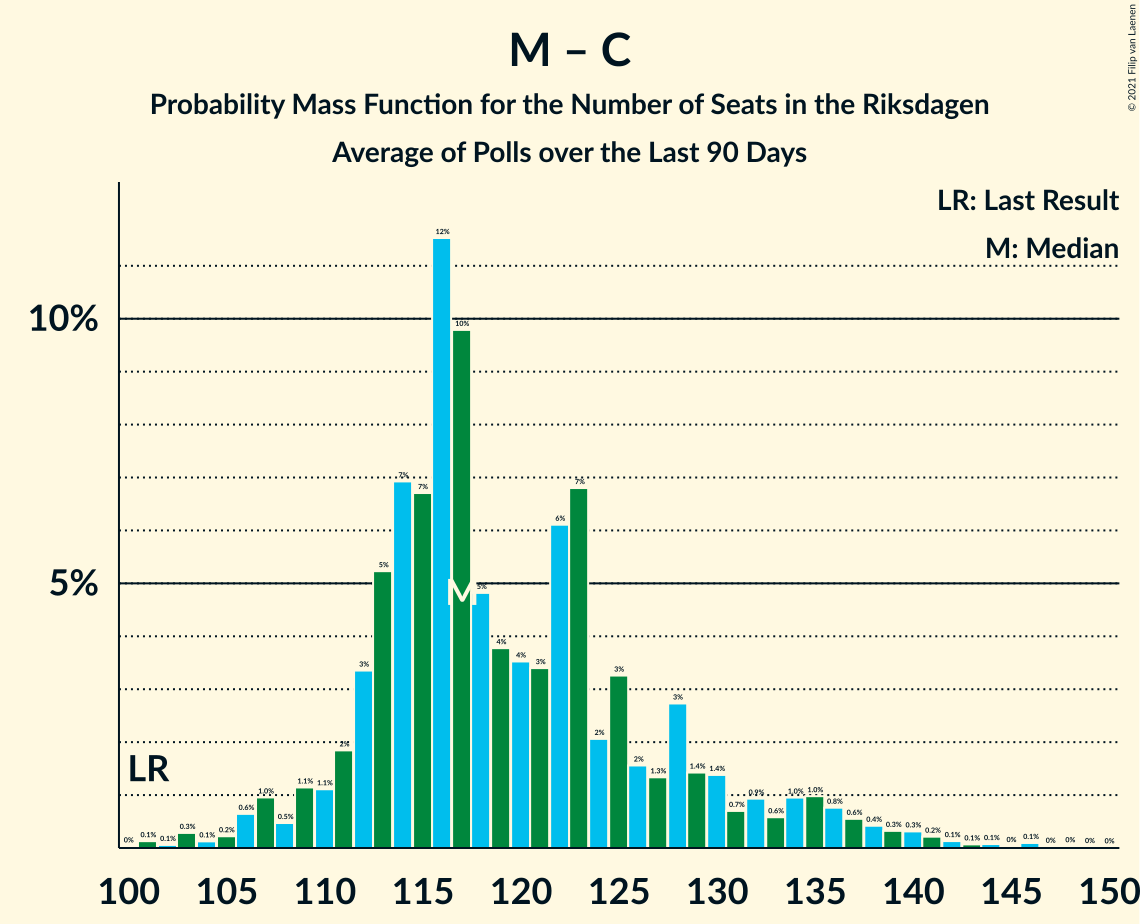 M – C
Probability Mass Function for the Number of Seats in the Riksdagen
Average of Polls over the Last 90 Days
© 2021 Filip van Laenen
LR: Last Result
M: Median
10%
5%
LR
M
0% 0.1% 0.1% 0.3% 0.1% 0.2% 0.6% 1.0% 0.5% 1.1% 1.1% 2% 3% 5% 7% 7% 12% 10% 5% 4% 4% 3% 6% 7% 2% 3% 2% 1.3% 3% 1.4% 1.4% 0.7% 0.9% 0.6% 1.0% 1.0% 0.8% 0.6% 0.4% 0.3% 0.3% 0.2% 0.1% 0.1% 0.1% 0% 0.1% 0% 0% 0% 0%
100 105 110 115 120 125 130 135 140 145 150